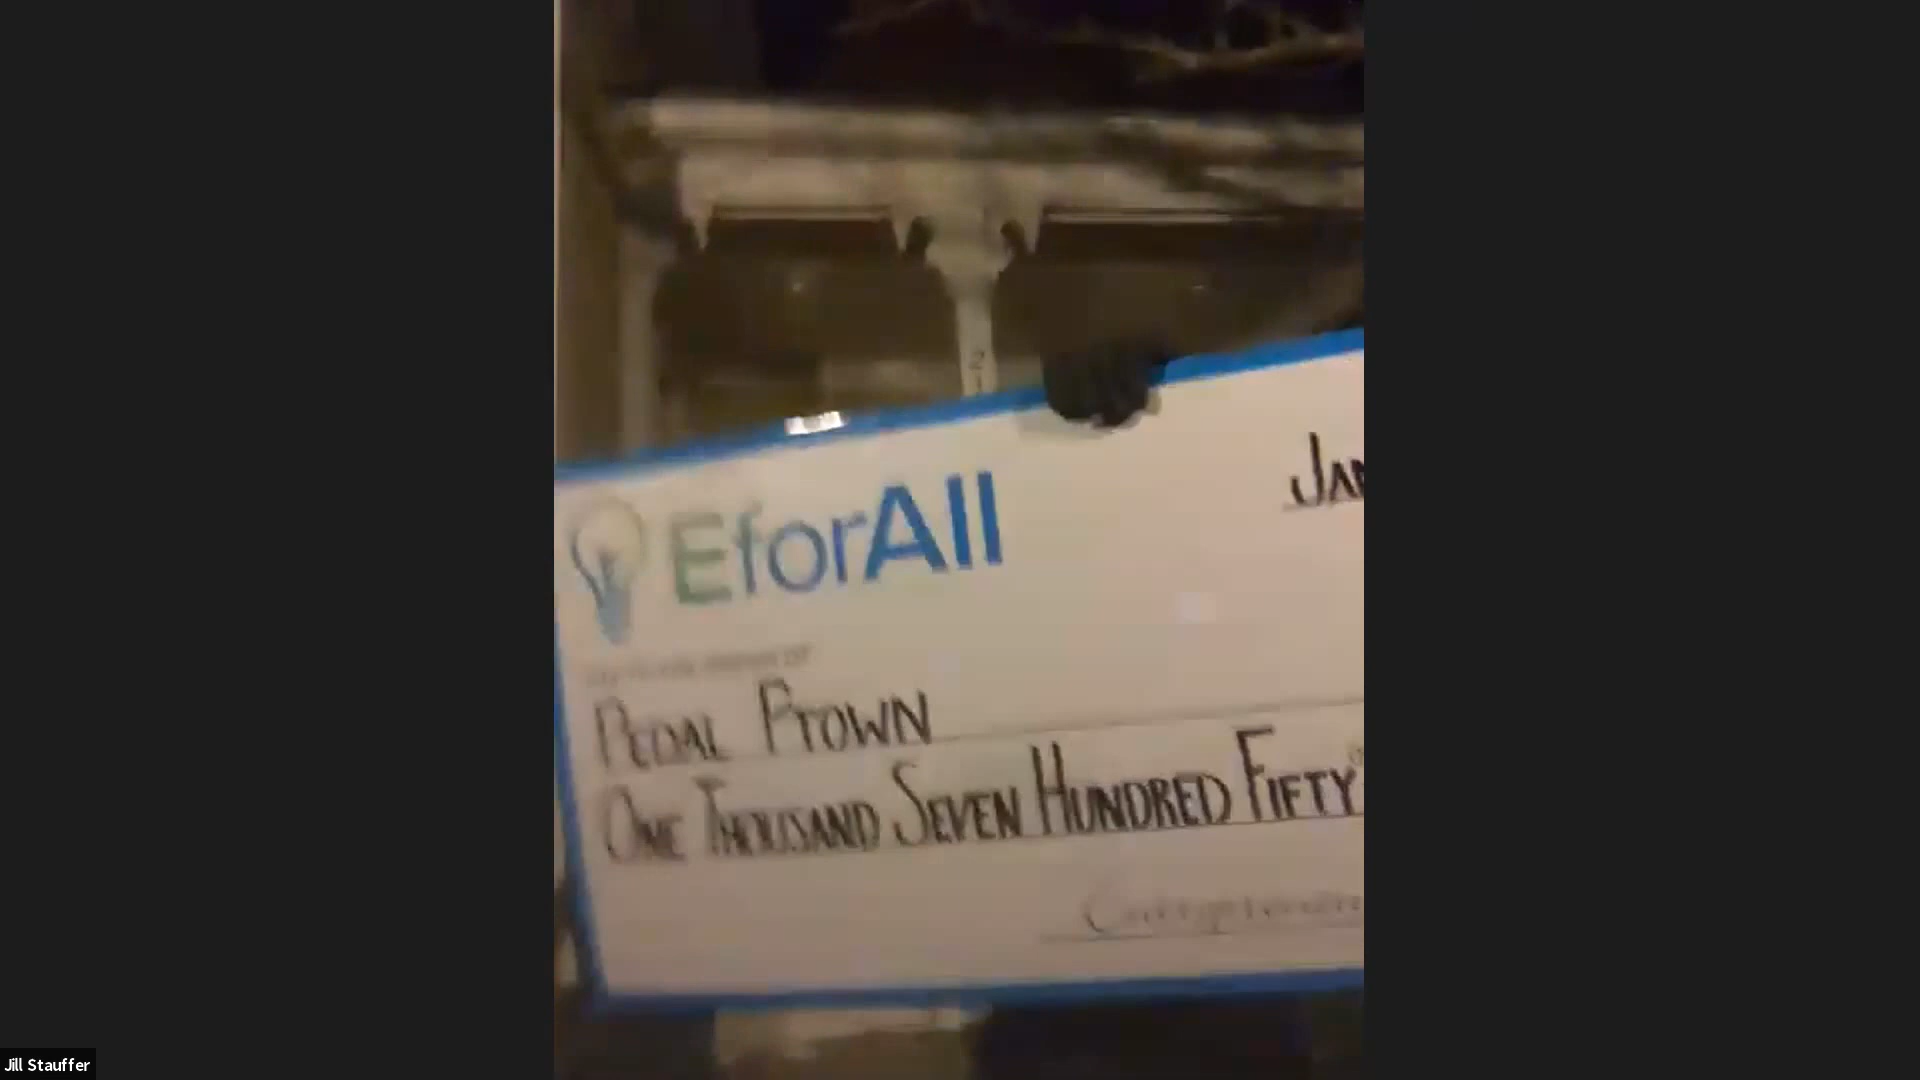 EforAll
PEDAL PTOWN
ONE THOUSAND SEVEN HUNDRED FIFTY
Jill Stauffer